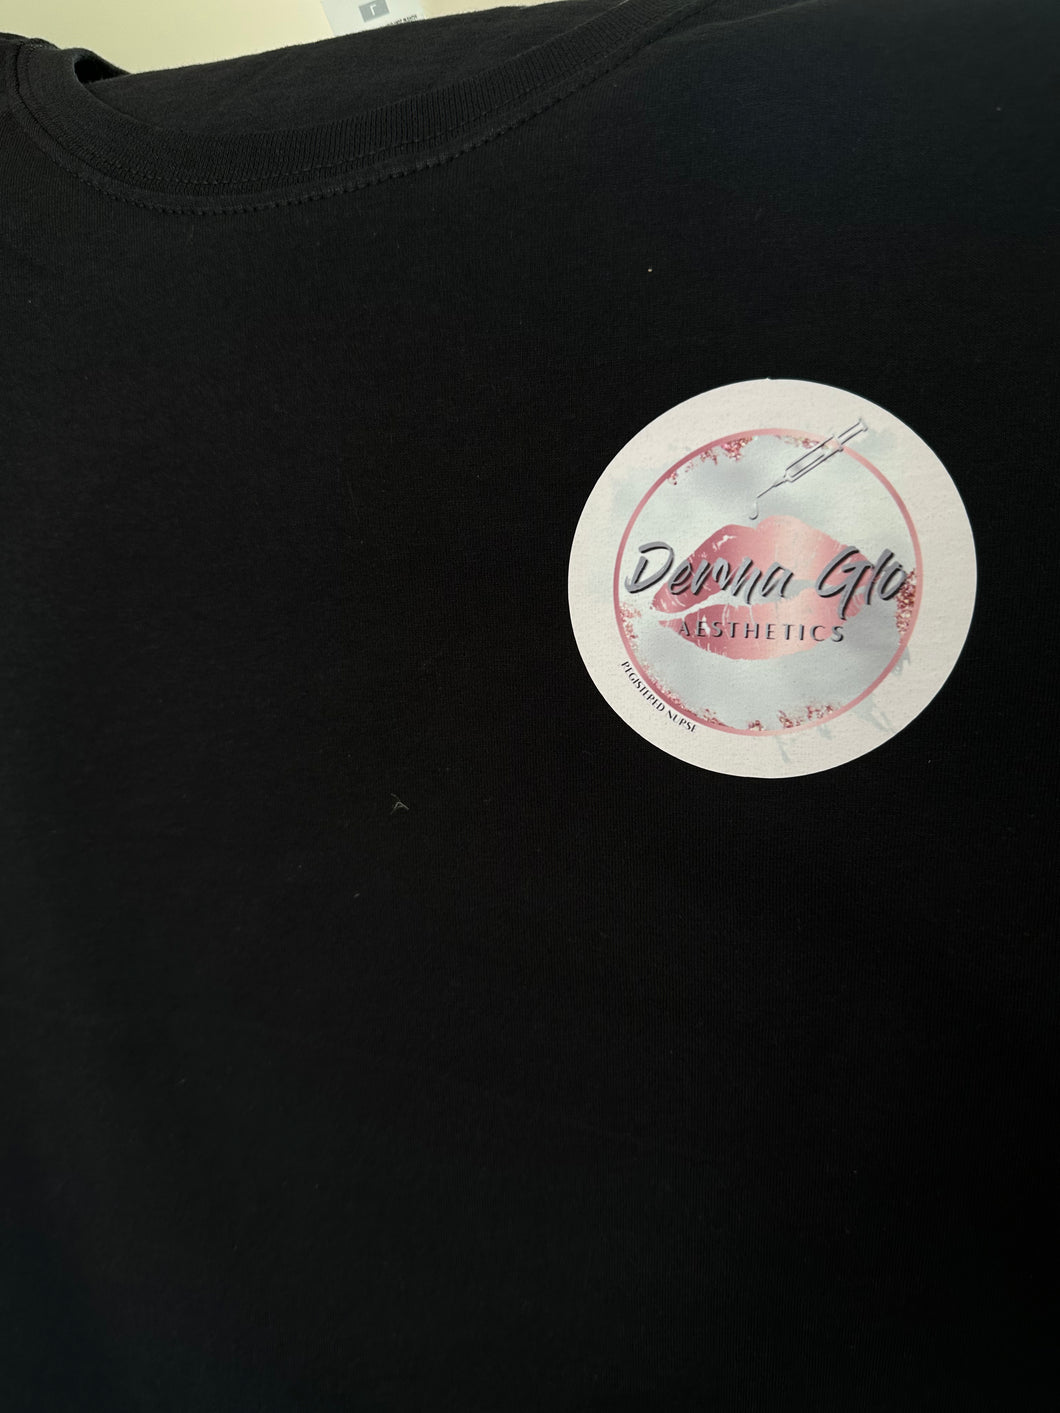 Derma Glo
AESTHETICS
REGISTERED NURSE